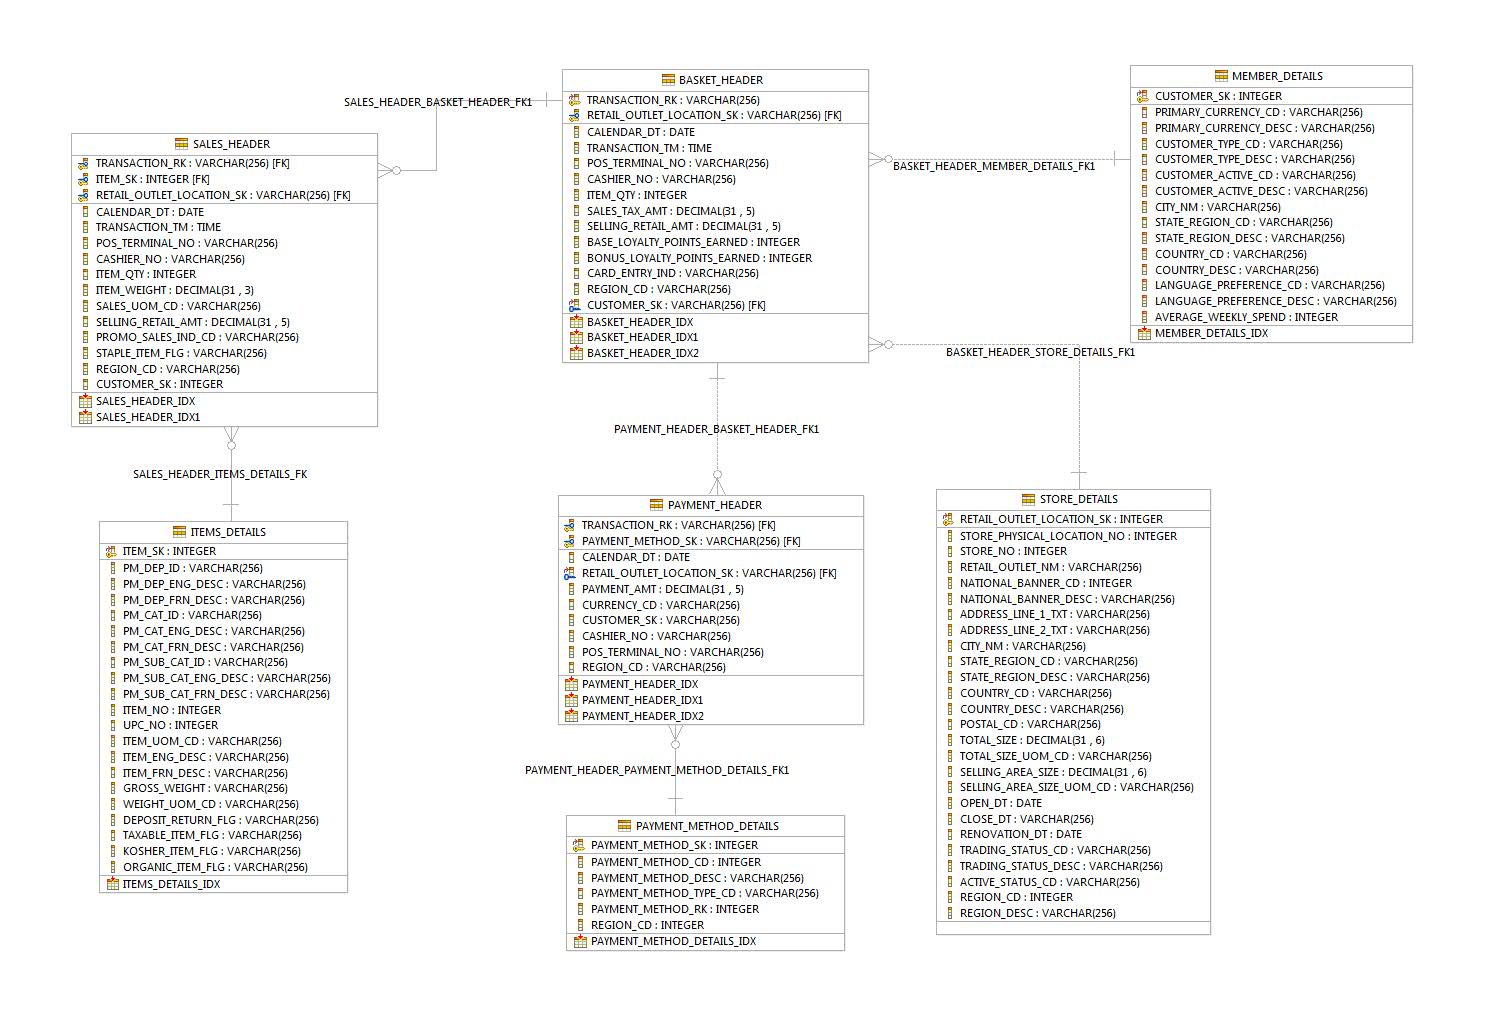 BASKET_HEADER
TRANSACTION_RK : VARCHAR(256)
RETAIL_OUTLET_LOCATION_SK : VARCHAR(256) [FK]
CALENDAR_DT : DATE
TRANSACTION_TM : TIME
POS_TERMINAL_NO : VARCHAR(256)
CASHIER_NO : VARCHAR(256)
ITEM_QTY : INTEGER
SALES_TAX_AMT : DECIMAL(31 , 5)
SELLING_RETAIL_AMT : DECIMAL(31 , 5)
BASE_LOYALTY_POINTS_EARNED : INTEGER
BONUS_LOYALTY_POINTS_EARNED : INTEGER
CARD_ENTRY_IND : VARCHAR(256)
REGION_CD : VARCHAR(256)
CUSTOMER_SK : VARCHAR(256) [FK]
BASKET_HEADER_IDX
BASKET_HEADER_IDX1
BASKET_HEADER_IDX2
MEMBER_DETAILS
CUSTOMER_SK : INTEGER
PRIMARY_CURRENCY_CD : VARCHAR(256)
PRIMARY_CURRENCY_DESC : VARCHAR(256)
CUSTOMER_TYPE_CD : VARCHAR(256)
CUSTOMER_TYPE_DESC : VARCHAR(256)
CUSTOMER_ACTIVE_CD : VARCHAR(256)
CUSTOMER_ACTIVE_DESC : VARCHAR(256)
CITY_NM : VARCHAR(256)
STATE_REGION_CD : VARCHAR(256)
STATE_REGION_DESC : VARCHAR(256)
COUNTRY_CD : VARCHAR(256)
COUNTRY_DESC : VARCHAR(256)
LANGUAGE_PREFERENCE_CD : VARCHAR(256)
LANGUAGE_PREFERENCE_DESC : VARCHAR(256)
AVERAGE_WEEKLY_SPEND : INTEGER
MEMBER_DETAILS_IDX
SALES_HEADER_BASKET_HEADER_FK1
BASKET_HEADER_MEMBER_DETAILS_FK1
BASKET_HEADER_STORE_DETAILS_FK1
SALES_HEADER
TRANSACTION_RK : VARCHAR(256) [FK]
ITEM_SK : INTEGER [FK]
RETAIL_OUTLET_LOCATION_SK : VARCHAR(256) [FK]
CALENDAR_DT : DATE
TRANSACTION_TM : TIME
POS_TERMINAL_NO : VARCHAR(256)
CASHIER_NO : VARCHAR(256)
ITEM_QTY : INTEGER
ITEM_WEIGHT : DECIMAL(31 , 3)
SALES_UOM_CD : VARCHAR(256)
SELLING_RETAIL_AMT : DECIMAL(31 , 5)
PROMO_SALES_IND_CD : VARCHAR(256)
STAPLE_ITEM_FLG : VARCHAR(256)
REGION_CD : VARCHAR(256)
CUSTOMER_SK : INTEGER
SALES_HEADER_IDX
SALES_HEADER_IDX1
PAYMENT_HEADER_BASKET_HEADER_FK1
SALES_HEADER_ITEMS_DETAILS_FK
ITEMS_DETAILS
ITEM_SK : INTEGER
PM_DEP_ID : VARCHAR(256)
PM_DEP_ENG_DESC : VARCHAR(256)
PM_DEP_FRN_DESC : VARCHAR(256)
PM_CAT_ID : VARCHAR(256)
PM_CAT_ENG_DESC : VARCHAR(256)
PM_CAT_FRN_DESC : VARCHAR(256)
PM_SUB_CAT_ID : VARCHAR(256)
PM_SUB_CAT_ENG_DESC : VARCHAR(256)
PM_SUB_CAT_FRN_DESC : VARCHAR(256)
ITEM_NO : INTEGER
UPC_NO : INTEGER
ITEM_UOM_CD : VARCHAR(256)
ITEM_ENG_DESC : VARCHAR(256)
ITEM_FRN_DESC : VARCHAR(256)
GROSS_WEIGHT : VARCHAR(256)
WEIGHT_UOM_CD : VARCHAR(256)
DEPOSIT_RETURN_FLG : VARCHAR(256)
TAXABLE_ITEM_FLG : VARCHAR(256)
KOSHER_ITEM_FLG : VARCHAR(256)
ORGANIC_ITEM_FLG : VARCHAR(256)
ITEMS_DETAILS_IDX
PAYMENT_HEADER
TRANSACTION_RK : VARCHAR(256) [FK]
PAYMENT_METHOD_SK : VARCHAR(256) [FK]
CALENDAR_DT : DATE
RETAIL_OUTLET_LOCATION_SK : VARCHAR(256) [FK]
PAYMENT_AMT : DECIMAL(31 , 5)
CURRENCY_CD : VARCHAR(256)
CUSTOMER_SK : VARCHAR(256)
CASHIER_NO : VARCHAR(256)
POS_TERMINAL_NO : VARCHAR(256)
REGION_CD : VARCHAR(256)
PAYMENT_HEADER_IDX
PAYMENT_HEADER_IDX1
PAYMENT_HEADER_IDX2
PAYMENT_HEADER_PAYMENT_METHOD_DETAILS_FK1
PAYMENT_METHOD_DETAILS
PAYMENT_METHOD_SK : INTEGER
PAYMENT_METHOD_CD : INTEGER
PAYMENT_METHOD_DESC : VARCHAR(256)
PAYMENT_METHOD_TYPE_CD : VARCHAR(256)
PAYMENT_METHOD_RK : INTEGER
REGION_CD : INTEGER
PAYMENT_METHOD_DETAILS_IDX
STORE_DETAILS
RETAIL_OUTLET_LOCATION_SK : INTEGER
STORE_PHYSICAL_LOCATION_NO : INTEGER
STORE_NO : INTEGER
RETAIL_OUTLET_NM : VARCHAR(256)
NATIONAL_BANNER_CD : INTEGER
NATIONAL_BANNER_DESC : VARCHAR(256)
ADDRESS_LINE_1_TXT : VARCHAR(256)
ADDRESS_LINE_2_TXT : VARCHAR(256)
CITY_NM : VARCHAR(256)
STATE_REGION_CD : VARCHAR(256)
STATE_REGION_DESC : VARCHAR(256)
COUNTRY_CD : VARCHAR(256)
COUNTRY_DESC : VARCHAR(256)
POSTAL_CD : VARCHAR(256)
TOTAL_SIZE : DECIMAL(31 , 6)
TOTAL_SIZE_UOM_CD : VARCHAR(256)
SELLING_AREA_SIZE : DECIMAL(31 , 6)
SELLING_AREA_SIZE_UOM_CD : VARCHAR(256)
OPEN_DT : DATE
CLOSE_DT : VARCHAR(256)
RENOVATION_DT : DATE
TRADING_STATUS_CD : VARCHAR(256)
TRADING_STATUS_DESC : VARCHAR(256)
ACTIVE_STATUS_CD : VARCHAR(256)
REGION_CD : INTEGER
REGION_DESC : VARCHAR(256)